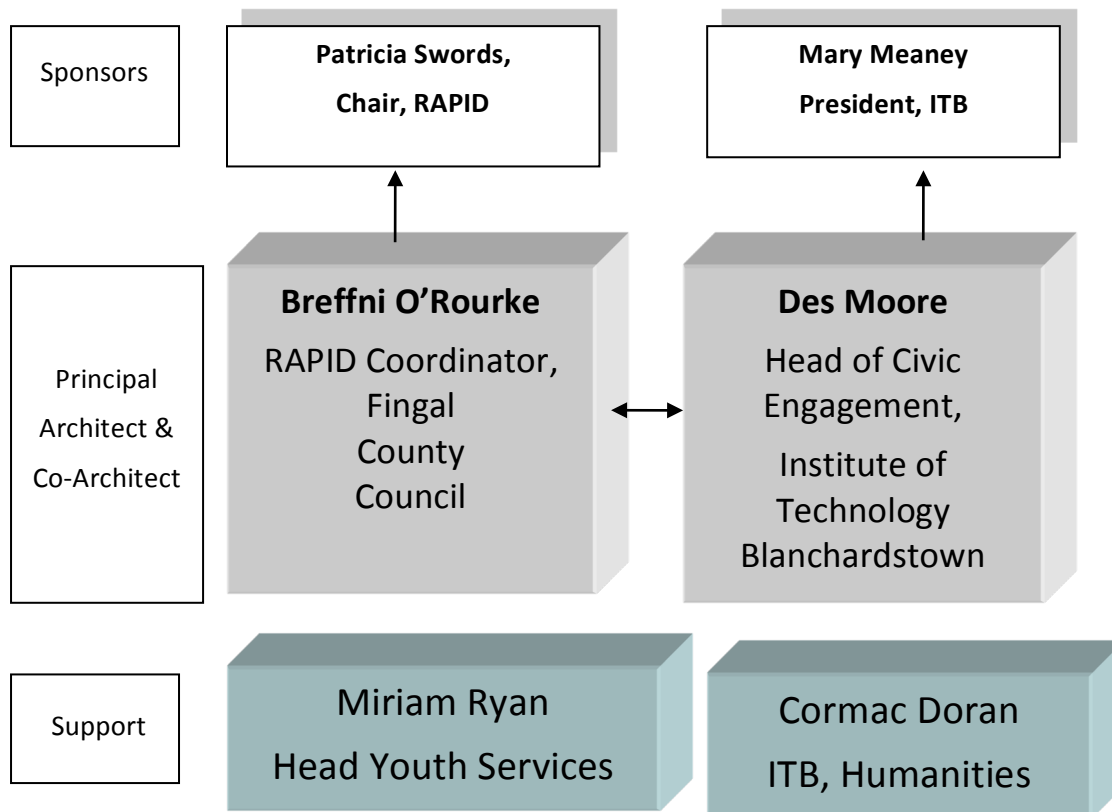 Sponsors
Patricia Swords,
Chair, RAPID
Mary Meaney
President, ITB
Principal
Architect &
Co-Architect
Breffni O’Rourke
RAPID Coordinator,
Fingal
County
Council
Des Moore
Head of Civic
Engagement,
Institute of
Technology
Blanchardstown
Support
Miriam Ryan
Head Youth Services
Cormac Doran
ITB, Humanities